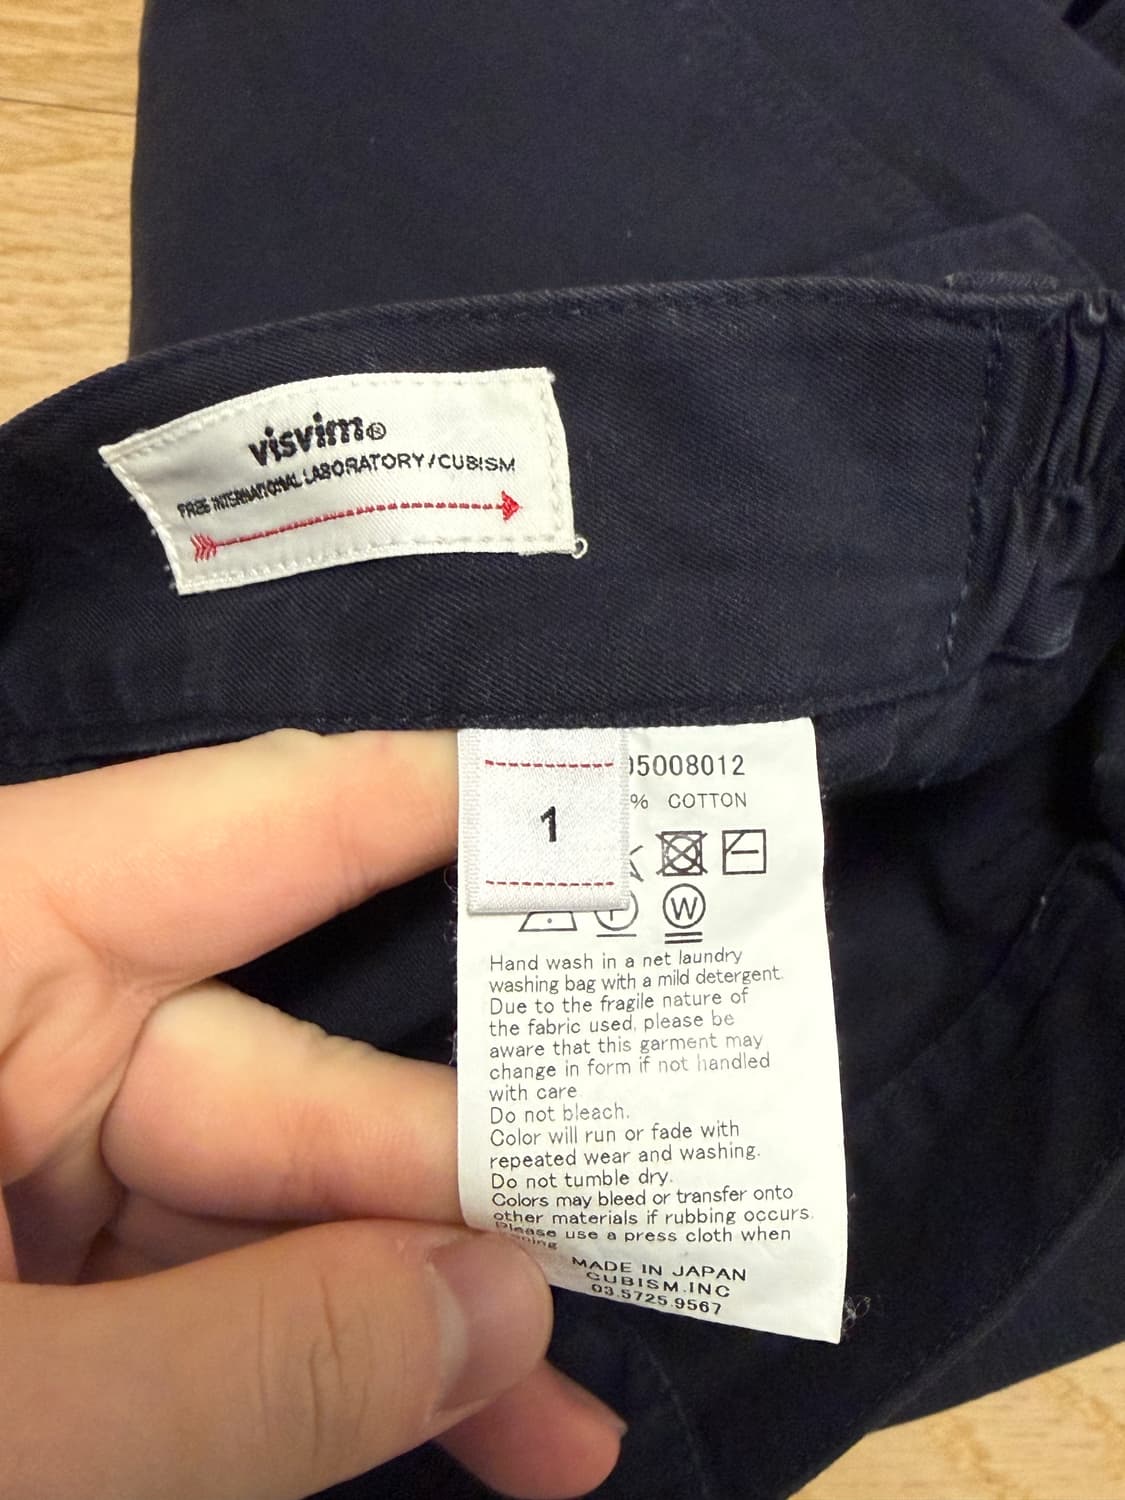 visvim®
FREE INTERNATIONAL LABORATORY/CUBISM
1
5008012
% COTTON
W
Hand wash in a net laundry
washing bag with a mild detergent.
Due to the fragile nature of
the fabric used, please be
aware that this garment may
change in form if not handled
with care
Do not bleach.
Color will run or fade with
repeated wear and washing.
Do not tumble dry.
Colors may bleed or transfer onto
other materials if rubbing occurs.
Please use a press cloth when
MADE IN JAPAN
CUBISM.INC
03.5725.9567